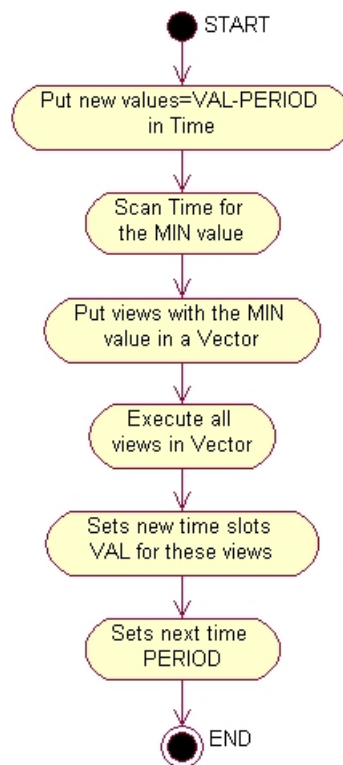 START
Put new values=VAL-PERIOD
in Time
Scan Time for
the MIN value
Put views with the MIN
value in a Vector
Execute all
views in Vector
Sets new time slots
VAL for these views
Sets next time
PERIOD
END